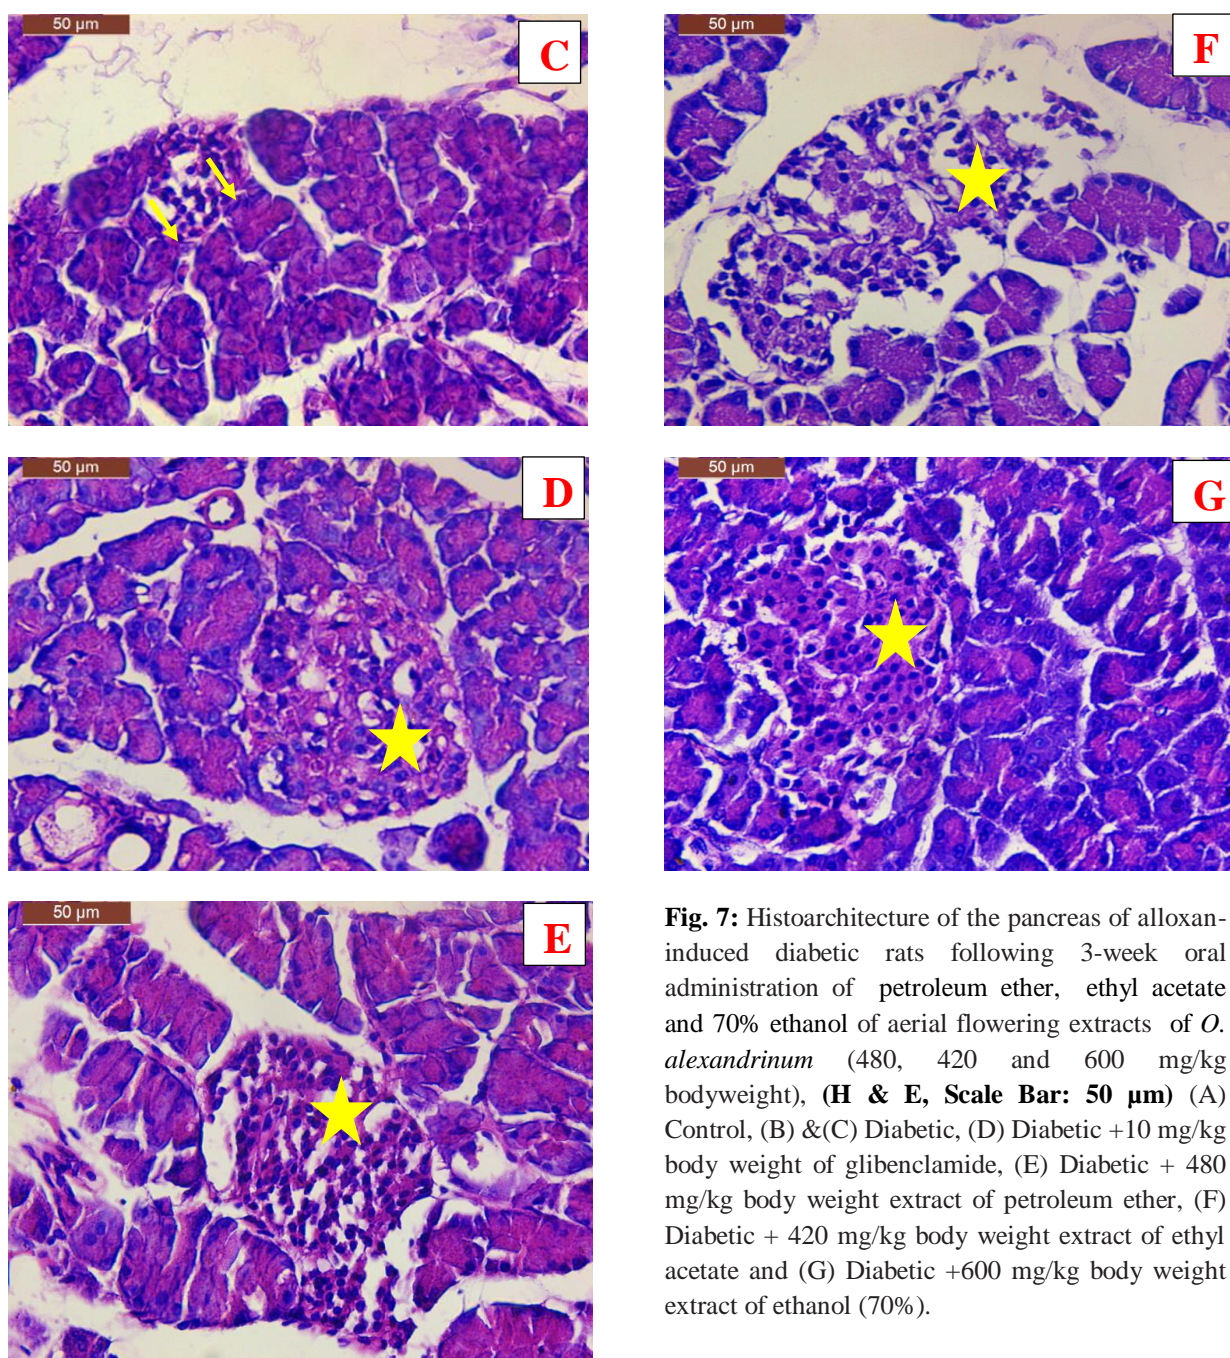 50 µm
C
50 µm
F
50 µm
D
50 µm
G
50 µm
E
Fig. 7: Histoarchitecture of the pancreas of alloxan-
induced diabetic rats following 3-week oral
administration of petroleum ether, ethyl acetate
and 70% ethanol of aerial flowering extracts of O.
alexandrinum (480, 420 and 600 mg/kg
bodyweight), (H & E, Scale Bar: 50 µm) (A)
Control, (B) &(C) Diabetic, (D) Diabetic +10 mg/kg
body weight of glibenclamide, (E) Diabetic + 480
mg/kg body weight extract of petroleum ether, (F)
Diabetic + 420 mg/kg body weight extract of ethyl
acetate and (G) Diabetic +600 mg/kg body weight
extract of ethanol (70%).